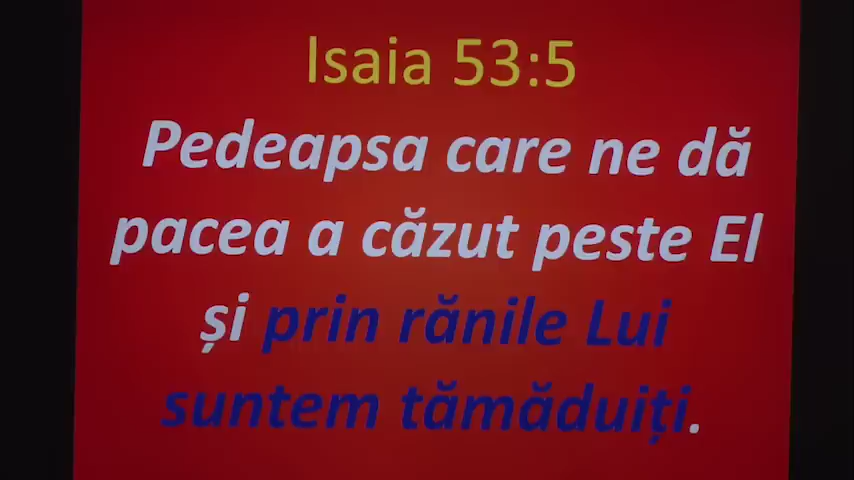 Isaia 53:5
Pedeapsa care ne dă
pacea a căzut peste El
și prin rănile Lui
suntem tămăduiți.